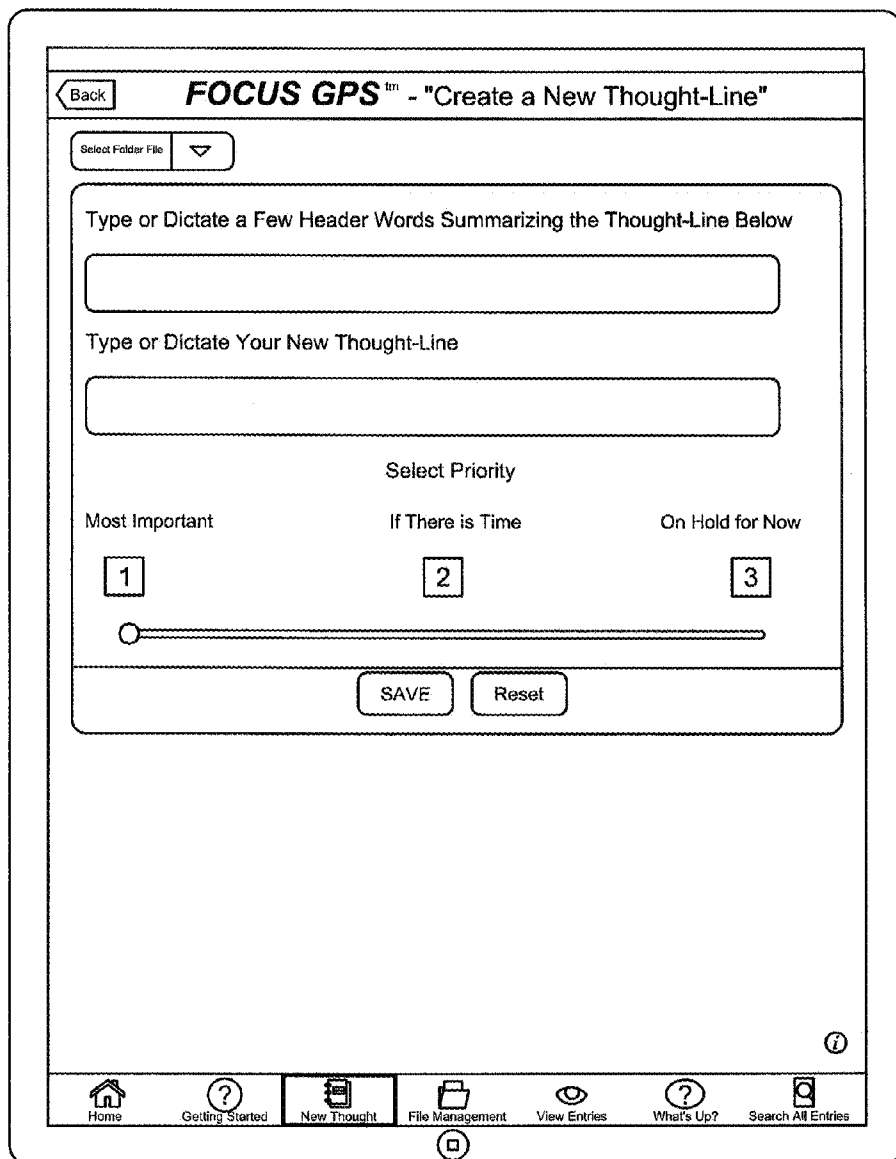 Back FOCUS GPS tm - "Create a New Thought-Line"
Select Folder File
Type or Dictate a Few Header Words Summarizing the Thought-Line Below
Type or Dictate Your New Thought-Line
Select Priority
Most Important If There is Time On Hold for Now
1 2 3
SAVE Reset
i
? ?
Home Getting Started New Thought File Management View Entries What's Up? Search All Entries